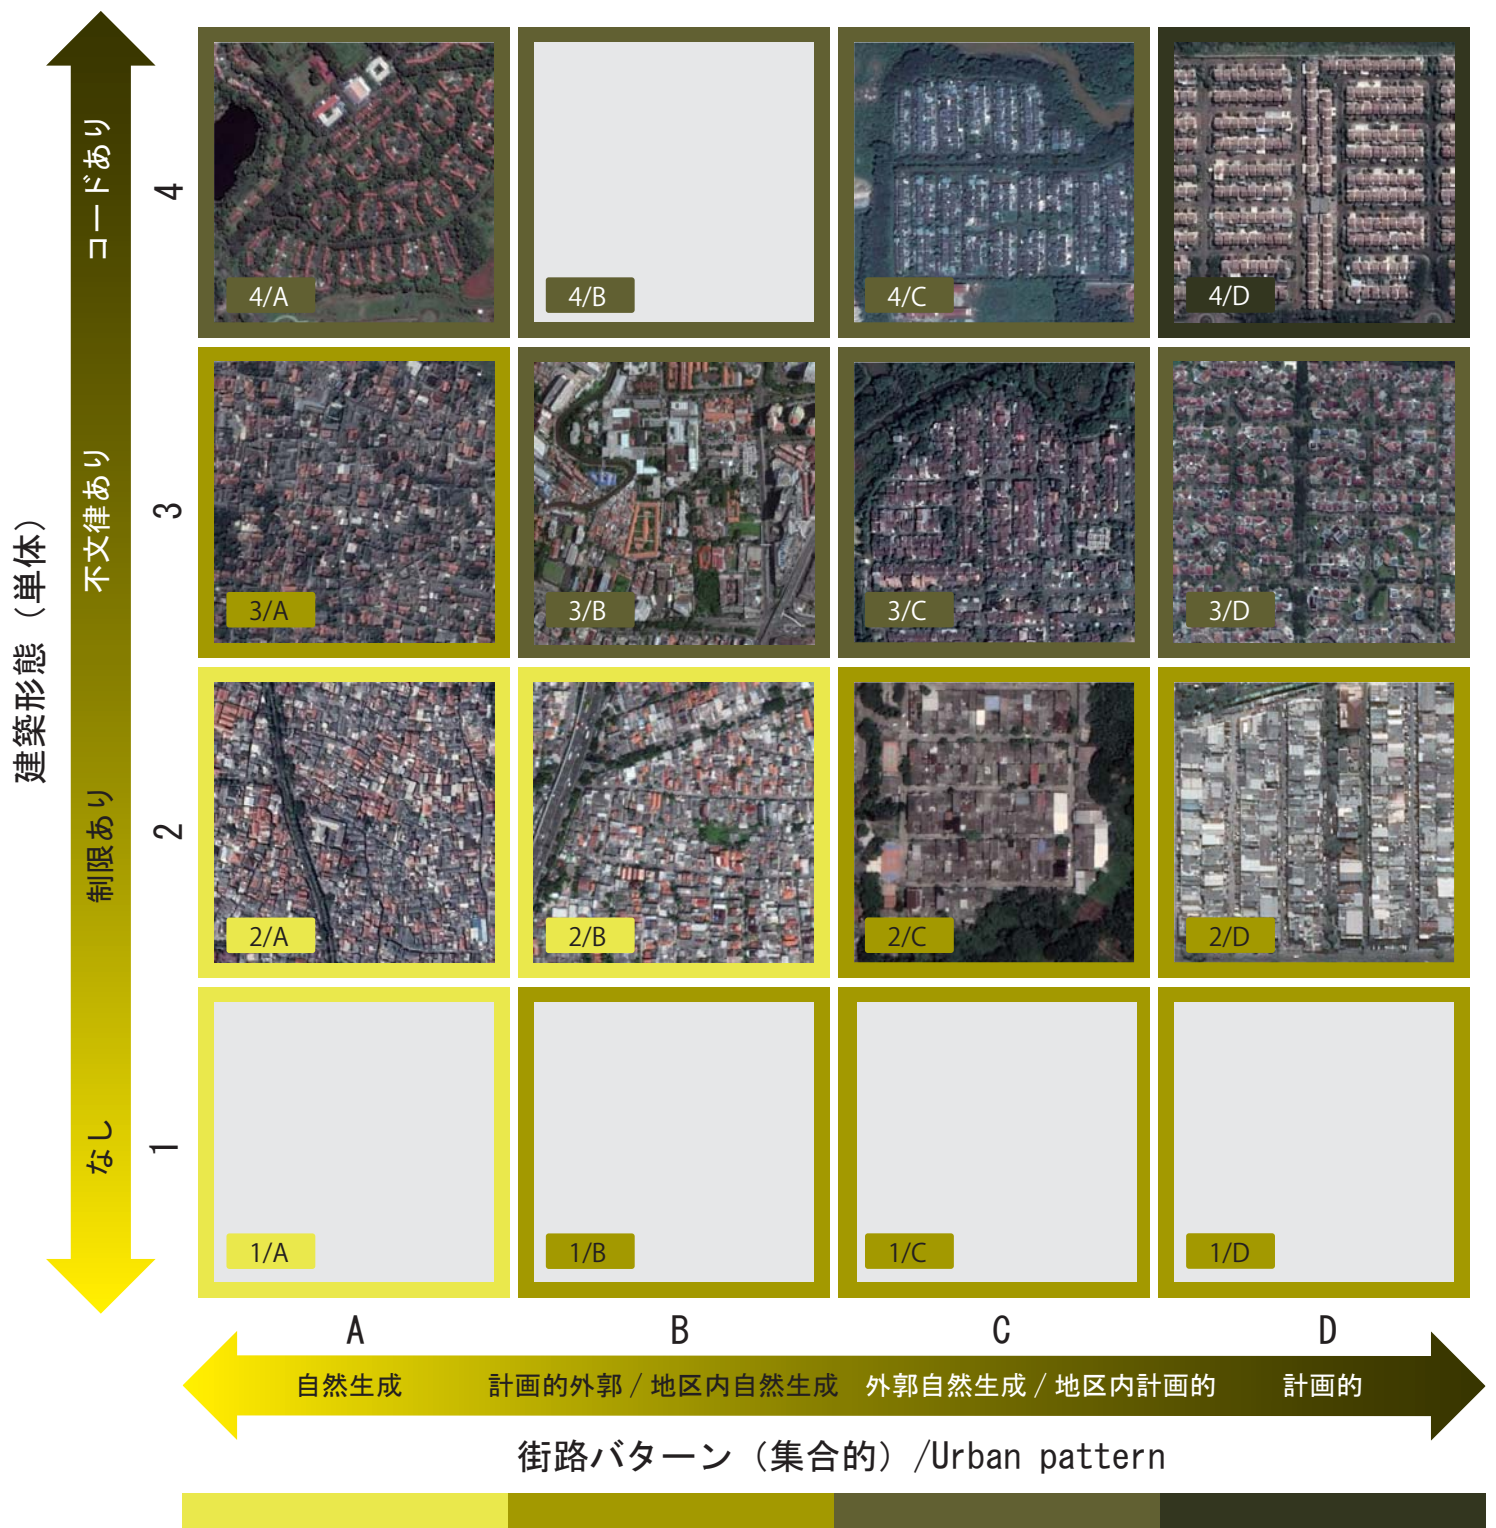 建築形態（単体）
コードあり
不文律あり
制限あり
なし
4
3
2
1
4/A
4/B
4/C
4/D
3/A
3/B
3/C
3/D
2/A
2/B
2/C
2/D
1/A
1/B
1/C
1/D
A
B
C
D
自然生成
計画的外郭 / 地区内自然生成
外郭自然生成 / 地区内計画的
計画的
街路パターン（集合的）/Urban pattern